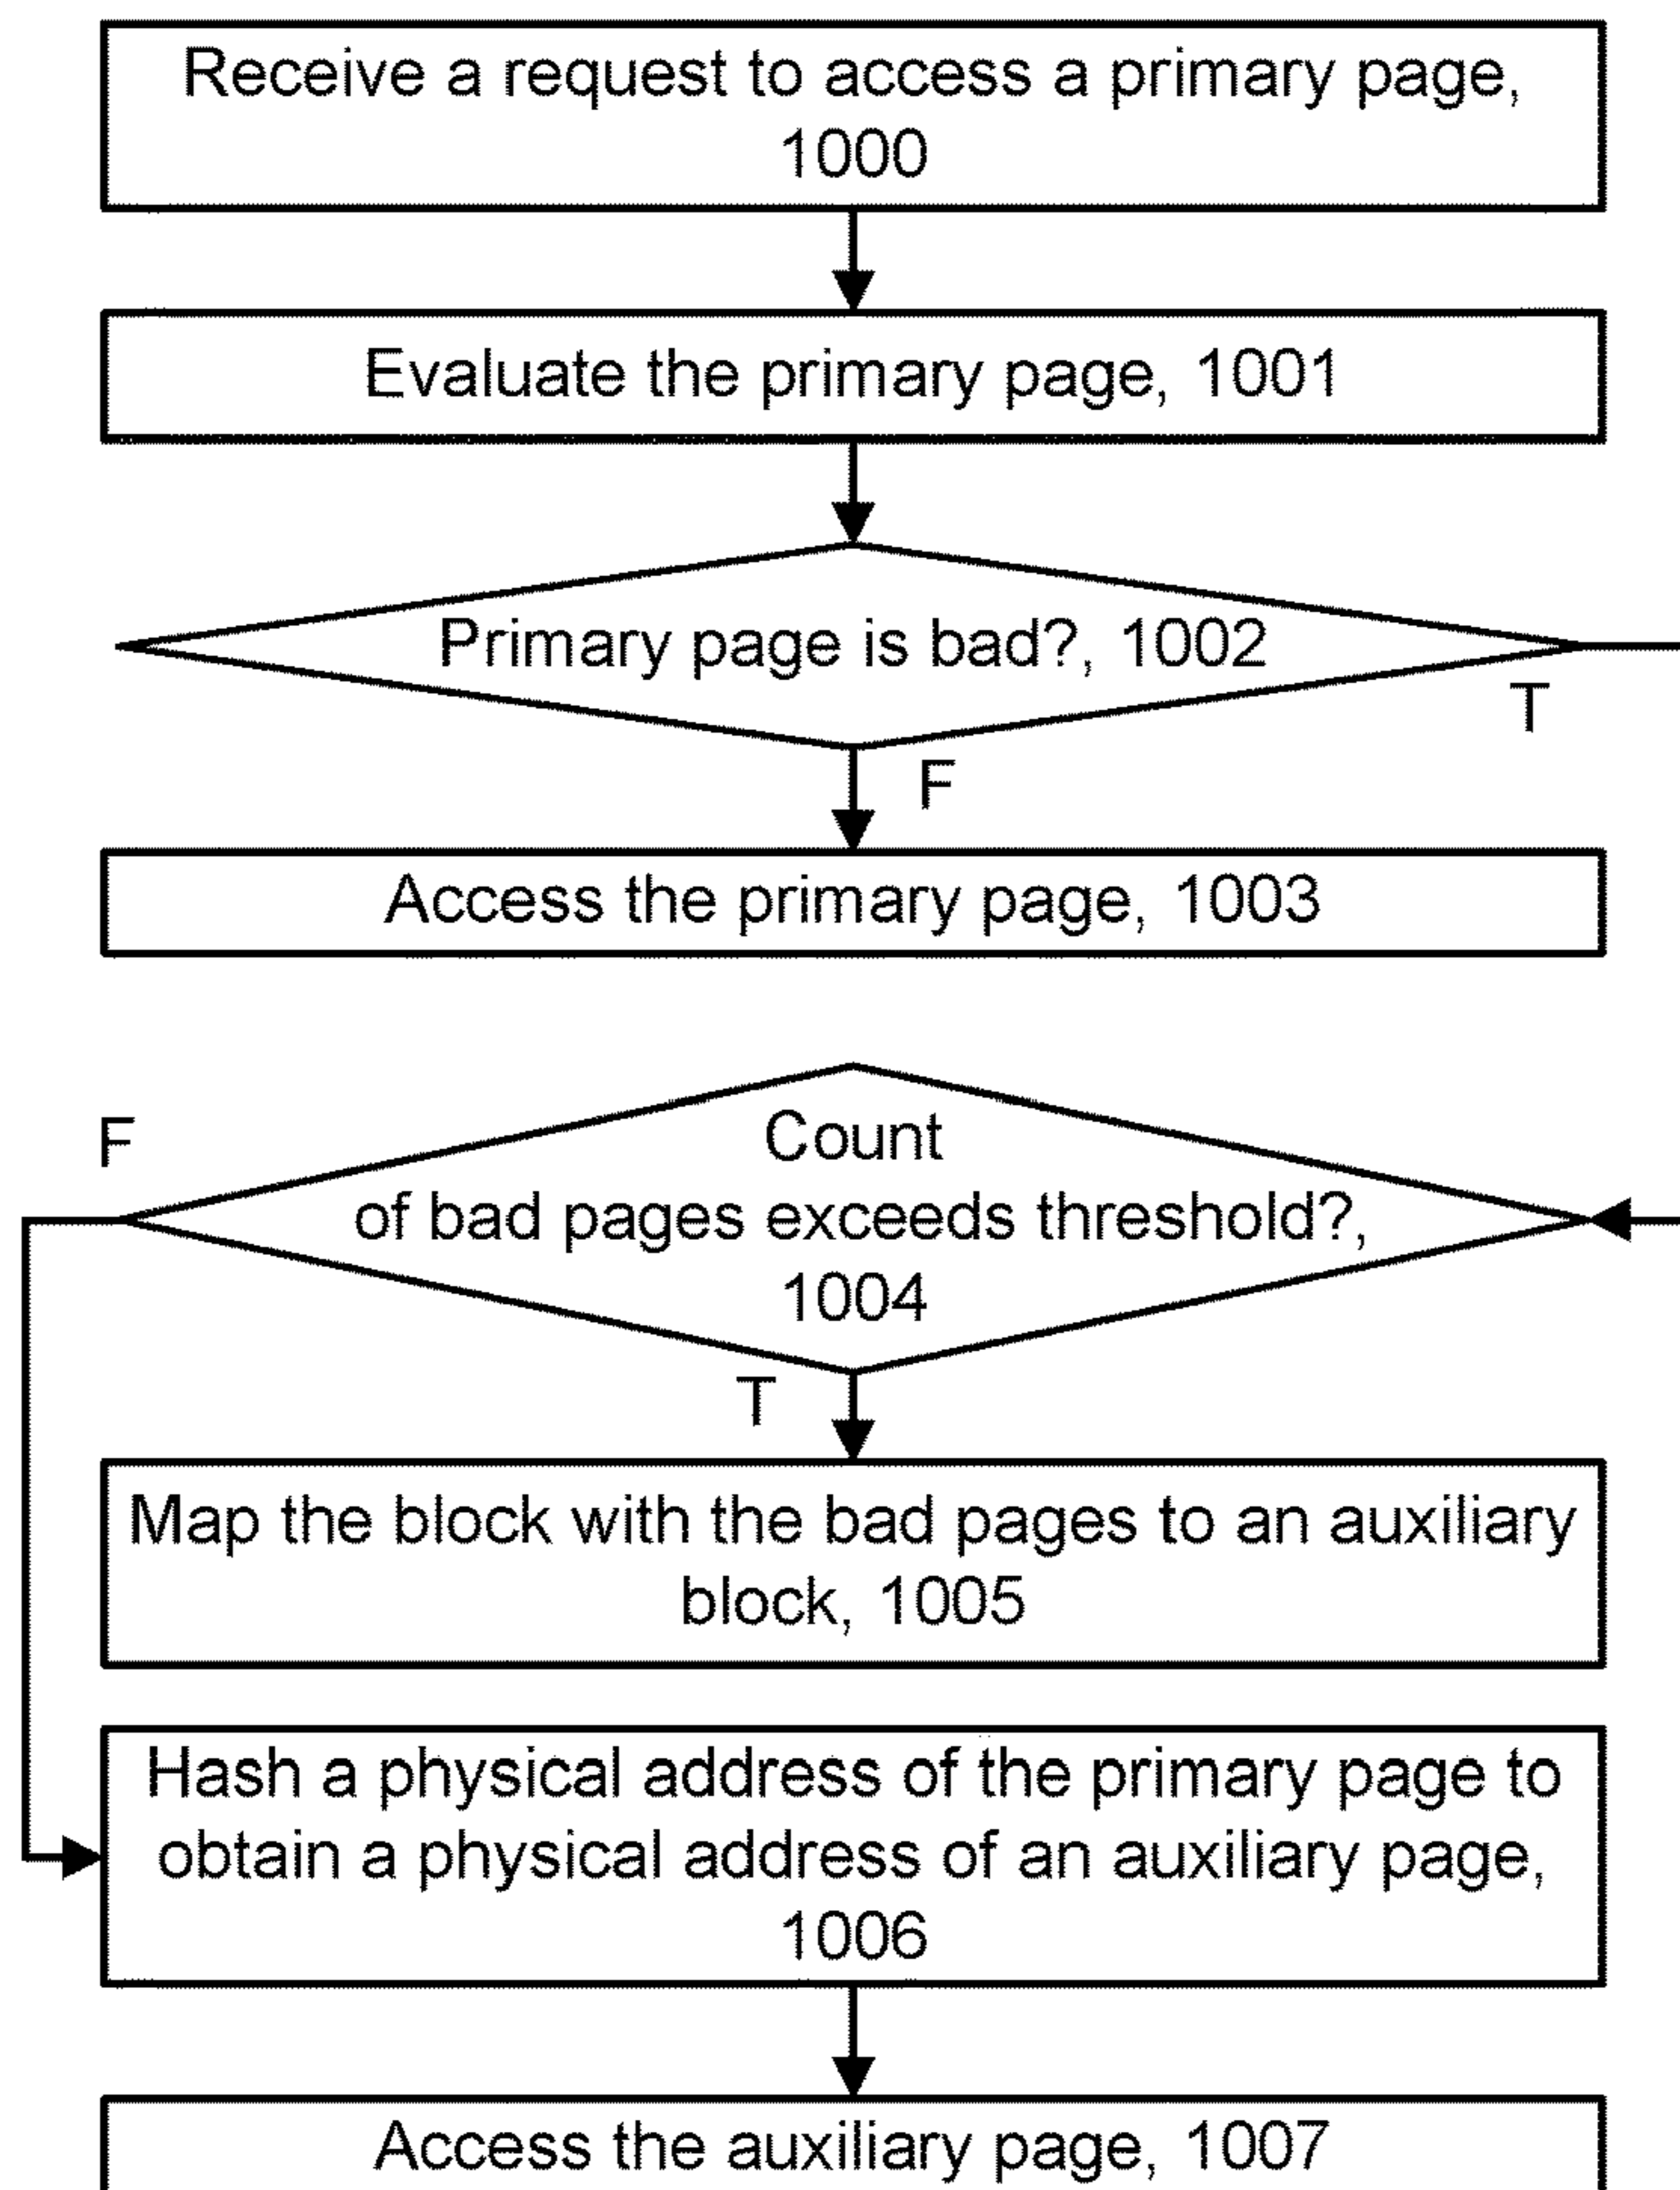 Receive a request to access a primary page,
1000
Evaluate the primary page, 1001
Primary page is bad?, 1002
T
F
Access the primary page, 1003
F
Count
of bad pages exceeds threshold?,
1004
T
Map the block with the bad pages to an auxiliary
block, 1005
Hash a physical address of the primary page to
obtain a physical address of an auxiliary page,
1006
Access the auxiliary page, 1007